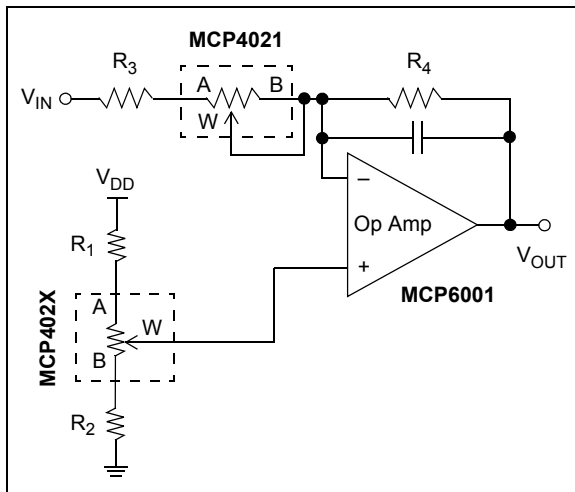 MCP4021
R3
A
B
R4
VIN
W
VDD
−
Op Amp
R1
VOUT
+
MCP6001
A
W
MCP402X
B
R2